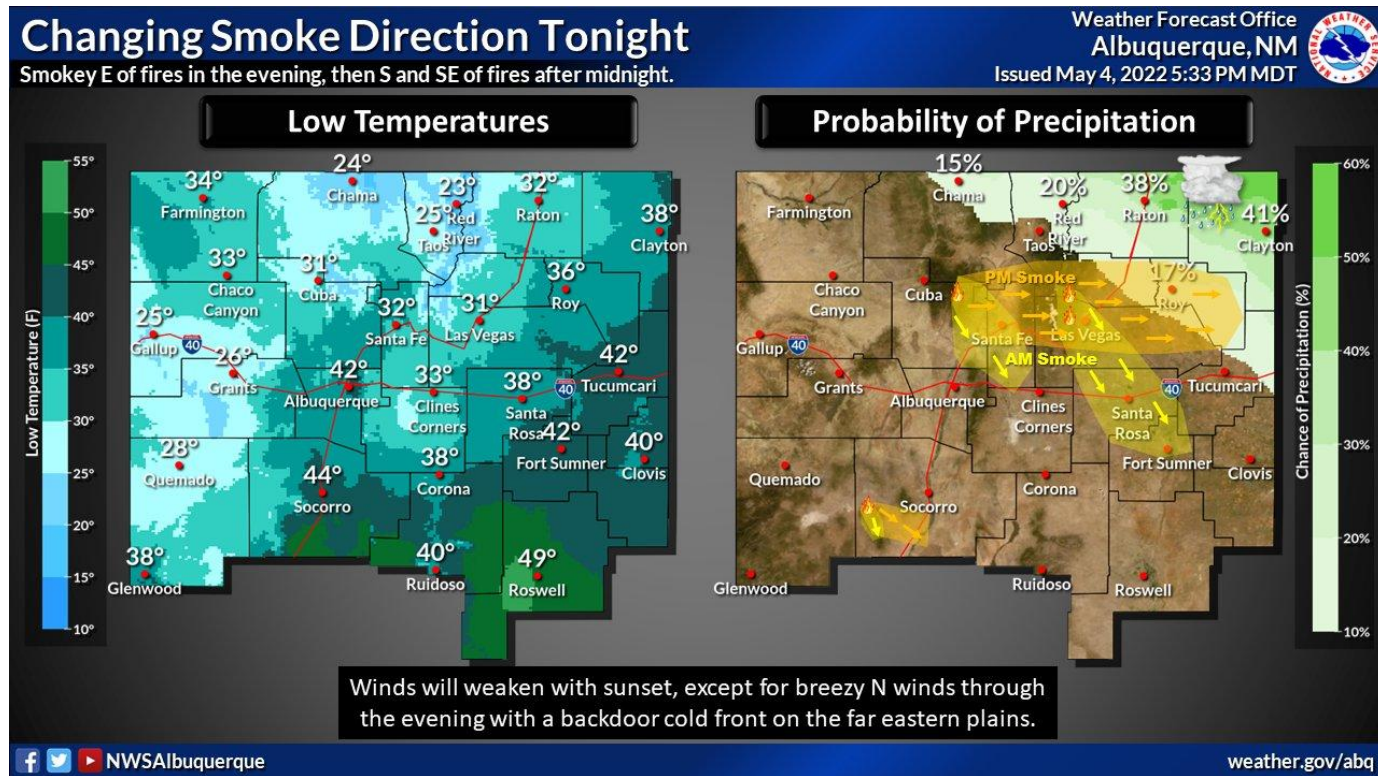 Changing Smoke Direction Tonight
Smokey E of fires in the evening, then S and SE of fires after midnight.
Weather Forecast Office
Albuquerque, NM
Issued May 4, 2022 5:33 PM MDT
NATIONAL WEATHER SERVICE
Low Temperatures
Low Temperature (F)
55°
50°
45°
40°
35°
30°
25°
20°
15°
10°
34°
Farmington
24°
Chama
23°
Red
River
25°
Taos
32°
Raton
38°
Clayton
33°
Chaco
Canyon
31°
Cuba
36°
Roy
25°
Gallup
40
26°
Grants
32°
Santa Fe
31°
Las Vegas
42°
Albuquerque
33°
Clines
Corners
38°
Santa
Rosa
40
42°
Tucumcari
28°
Quemado
44°
Socorro
38°
Corona
42°
Fort Sumner
40°
Clovis
38°
Glenwood
40°
Ruidoso
49°
Roswell
Probability of Precipitation
Chance of Precipitation (%)
60%
50%
40%
30%
20%
10%
Farmington
15%
Chama
20%
Red
River
Taos
38%
Raton
41%
Clayton
Chaco
Canyon
Cuba
PM Smoke
17%
Roy
Gallup
40
Grants
Santa Fe
Las Vegas
AM Smoke
Albuquerque
Clines
Corners
Santa
Rosa
40
Tucumcari
Quemado
Socorro
Corona
Fort Sumner
Clovis
Glenwood
Ruidoso
Roswell
Winds will weaken with sunset, except for breezy N winds through
the evening with a backdoor cold front on the far eastern plains.
NWSAlbuquerque
weather.gov/abq